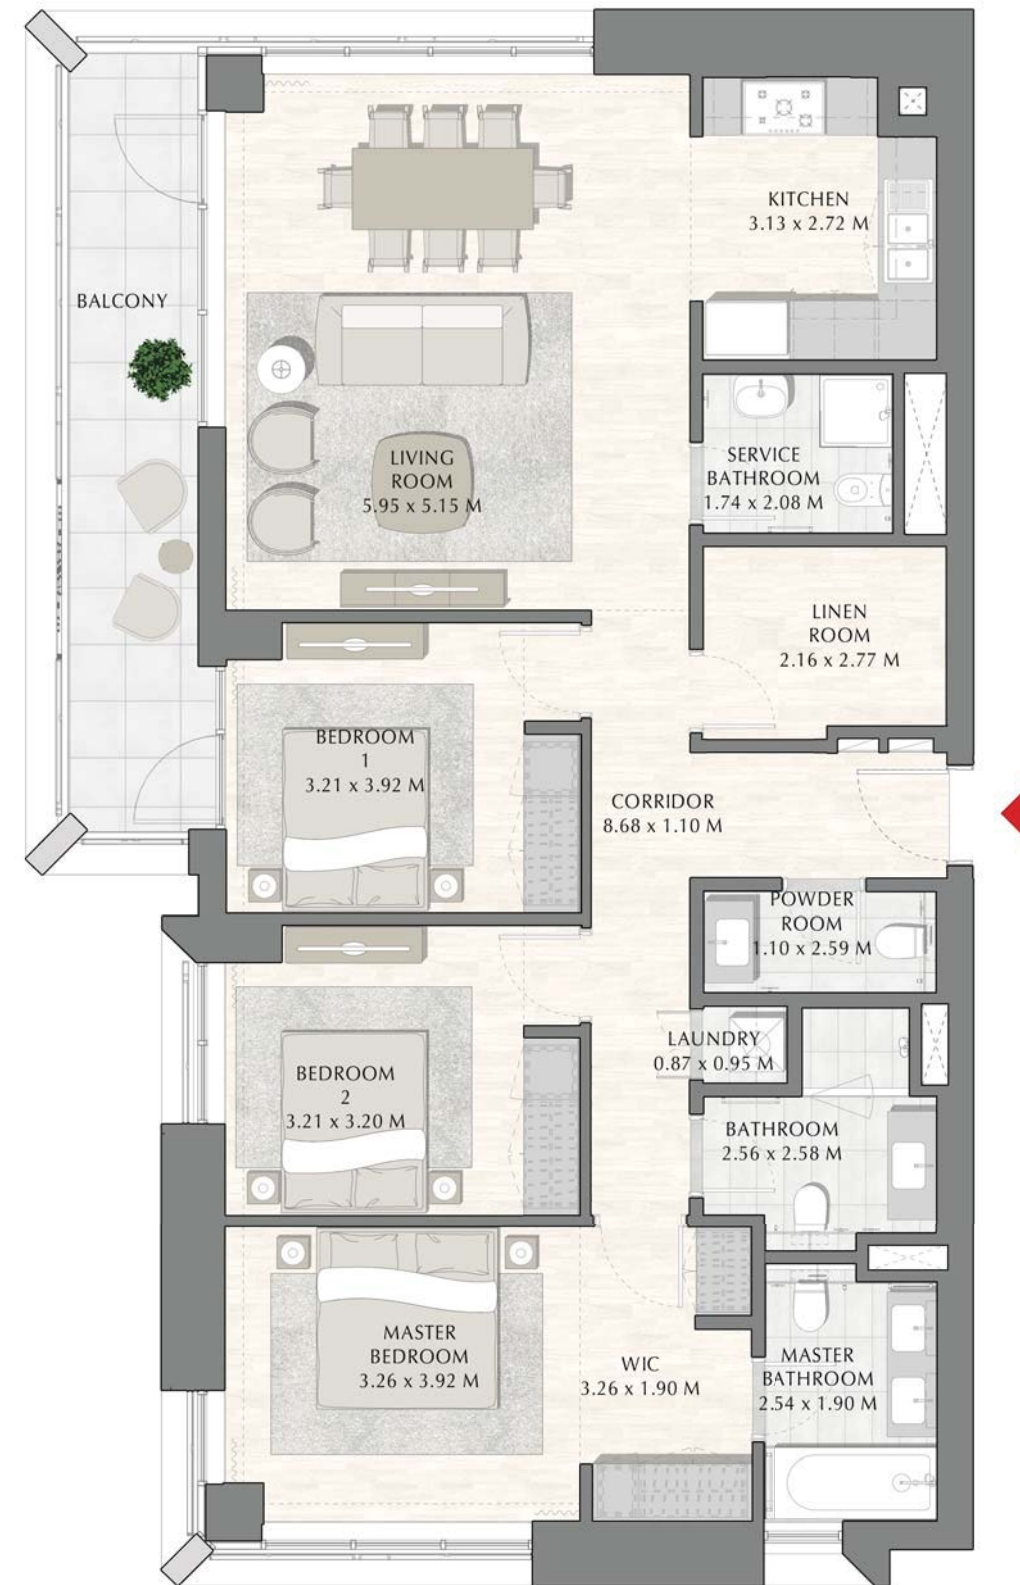 KITCHEN
3.13 x 2.72 M
BALCONY
LIVING
ROOM
5.95 x 5.15 M
SERVICE
BATHROOM
1.74 x 2.08 M
LINEN
ROOM
2.16 x 2.77 M
BEDROOM
1
3.21 x 3.92 M
CORRIDOR
8.68 x 1.10 M
POWDER
ROOM
1.10 x 2.59 M
LAUNDRY
0.87 x 0.95 M
BEDROOM
2
3.21 x 3.20 M
BATHROOM
2.56 x 2.58 M
MASTER
BEDROOM
3.26 x 3.92 M
WIC
3.26 x 1.90 M
MASTER
BATHROOM
2.54 x 1.90 M